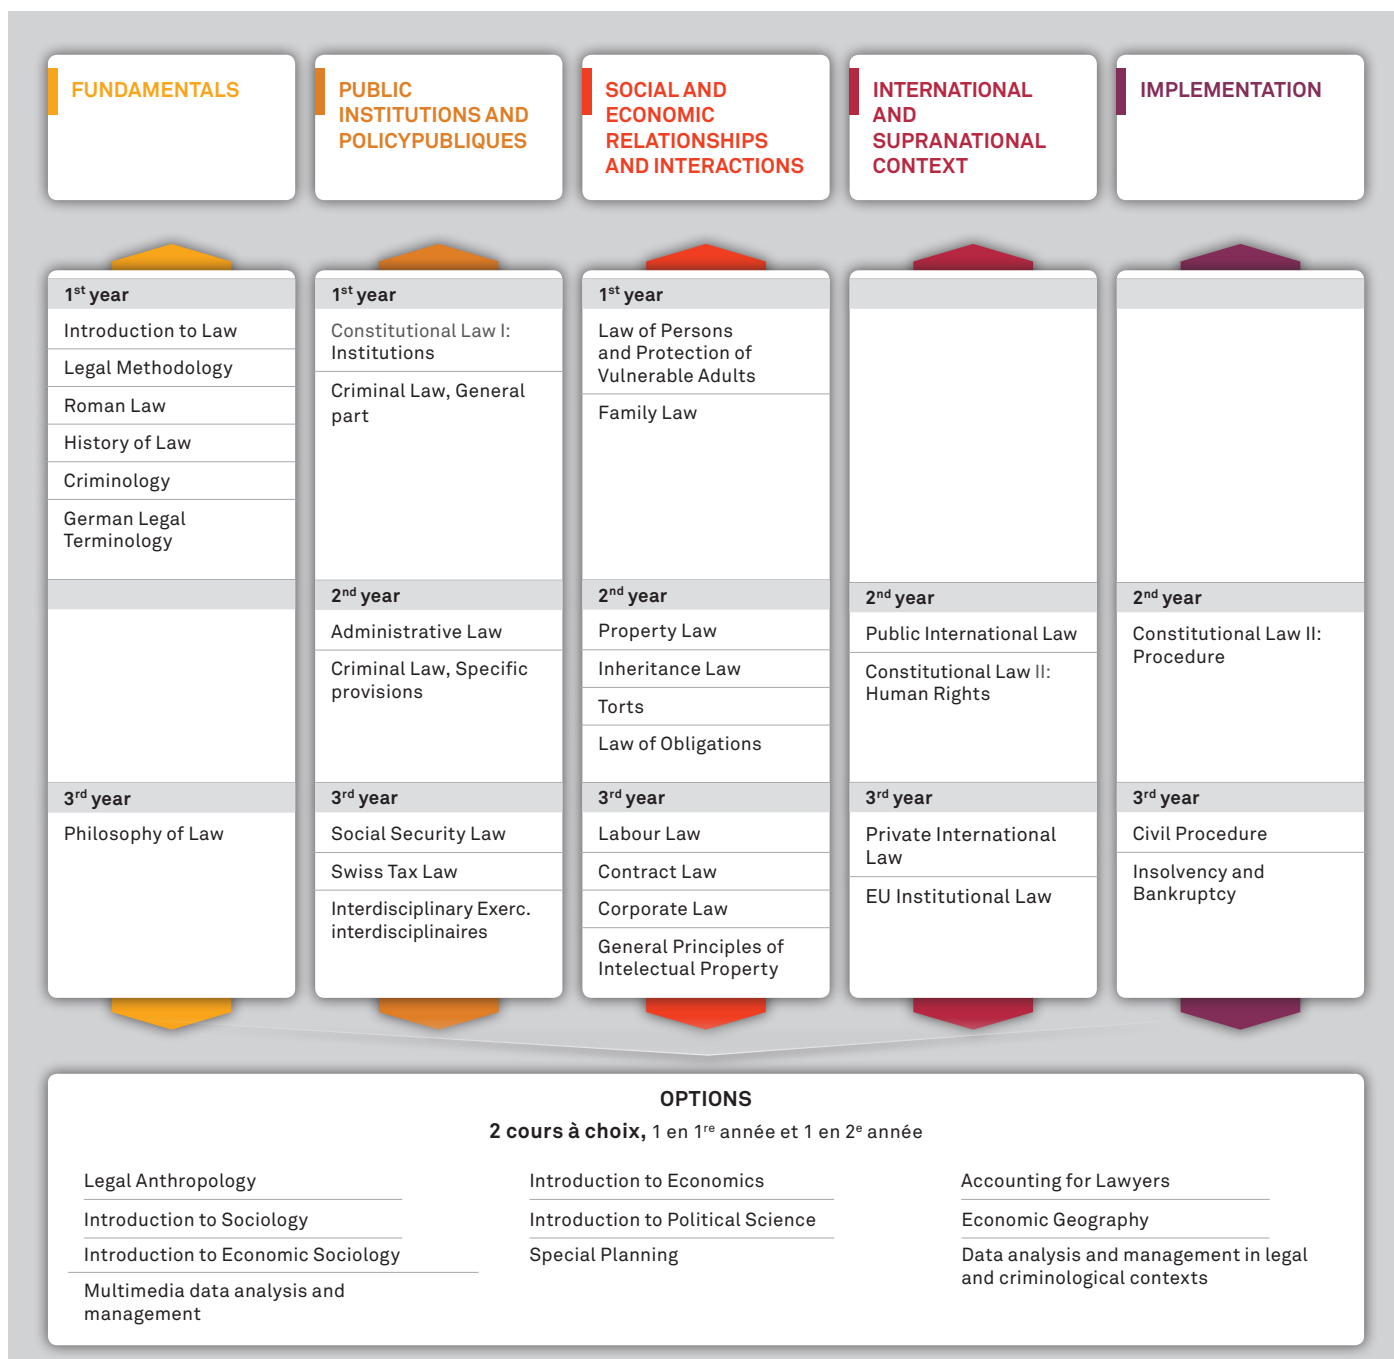 FUNDAMENTALS
PUBLIC
INSTITUTIONS AND
POLICYPUBLIQUES
SOCIAL AND
ECONOMIC
RELATIONSHIPS
AND INTERACTIONS
INTERNATIONAL
AND
SUPRANATIONAL
CONTEXT
IMPLEMENTATION
1st year
Introduction to Law
Legal Methodology
Roman Law
History of Law
Criminology
German Legal
Terminology
3rd year
Philosophy of Law
1st year
Constitutional Law I:
Institutions
Criminal Law, General
part
2nd year
Administrative Law
Criminal Law, Specific
provisions
3rd year
Social Security Law
Swiss Tax Law
Interdisciplinary Exerc.
interdisciplinaires
1st year
Law of Persons
and Protection of
Vulnerable Adults
Family Law
2nd year
Property Law
Inheritance Law
Torts
Law of Obligations
3rd year
Labour Law
Contract Law
Corporate Law
General Principles of
Intelectual Property
2nd year
Public International Law
Constitutional Law II:
Human Rights
3rd year
Private International
Law
EU Institutional Law
2nd year
Constitutional Law II:
Procedure
3rd year
Civil Procedure
Insolvency and
Bankruptcy
OPTIONS
2 cours à choix, 1 en 1re année et 1 en 2e année
Legal Anthropology
Introduction to Sociology
Introduction to Economic Sociology
Multimedia data analysis and
management
Introduction to Economics
Introduction to Political Science
Special Planning
Accounting for Lawyers
Economic Geography
Data analysis and management in legal
and criminological contexts